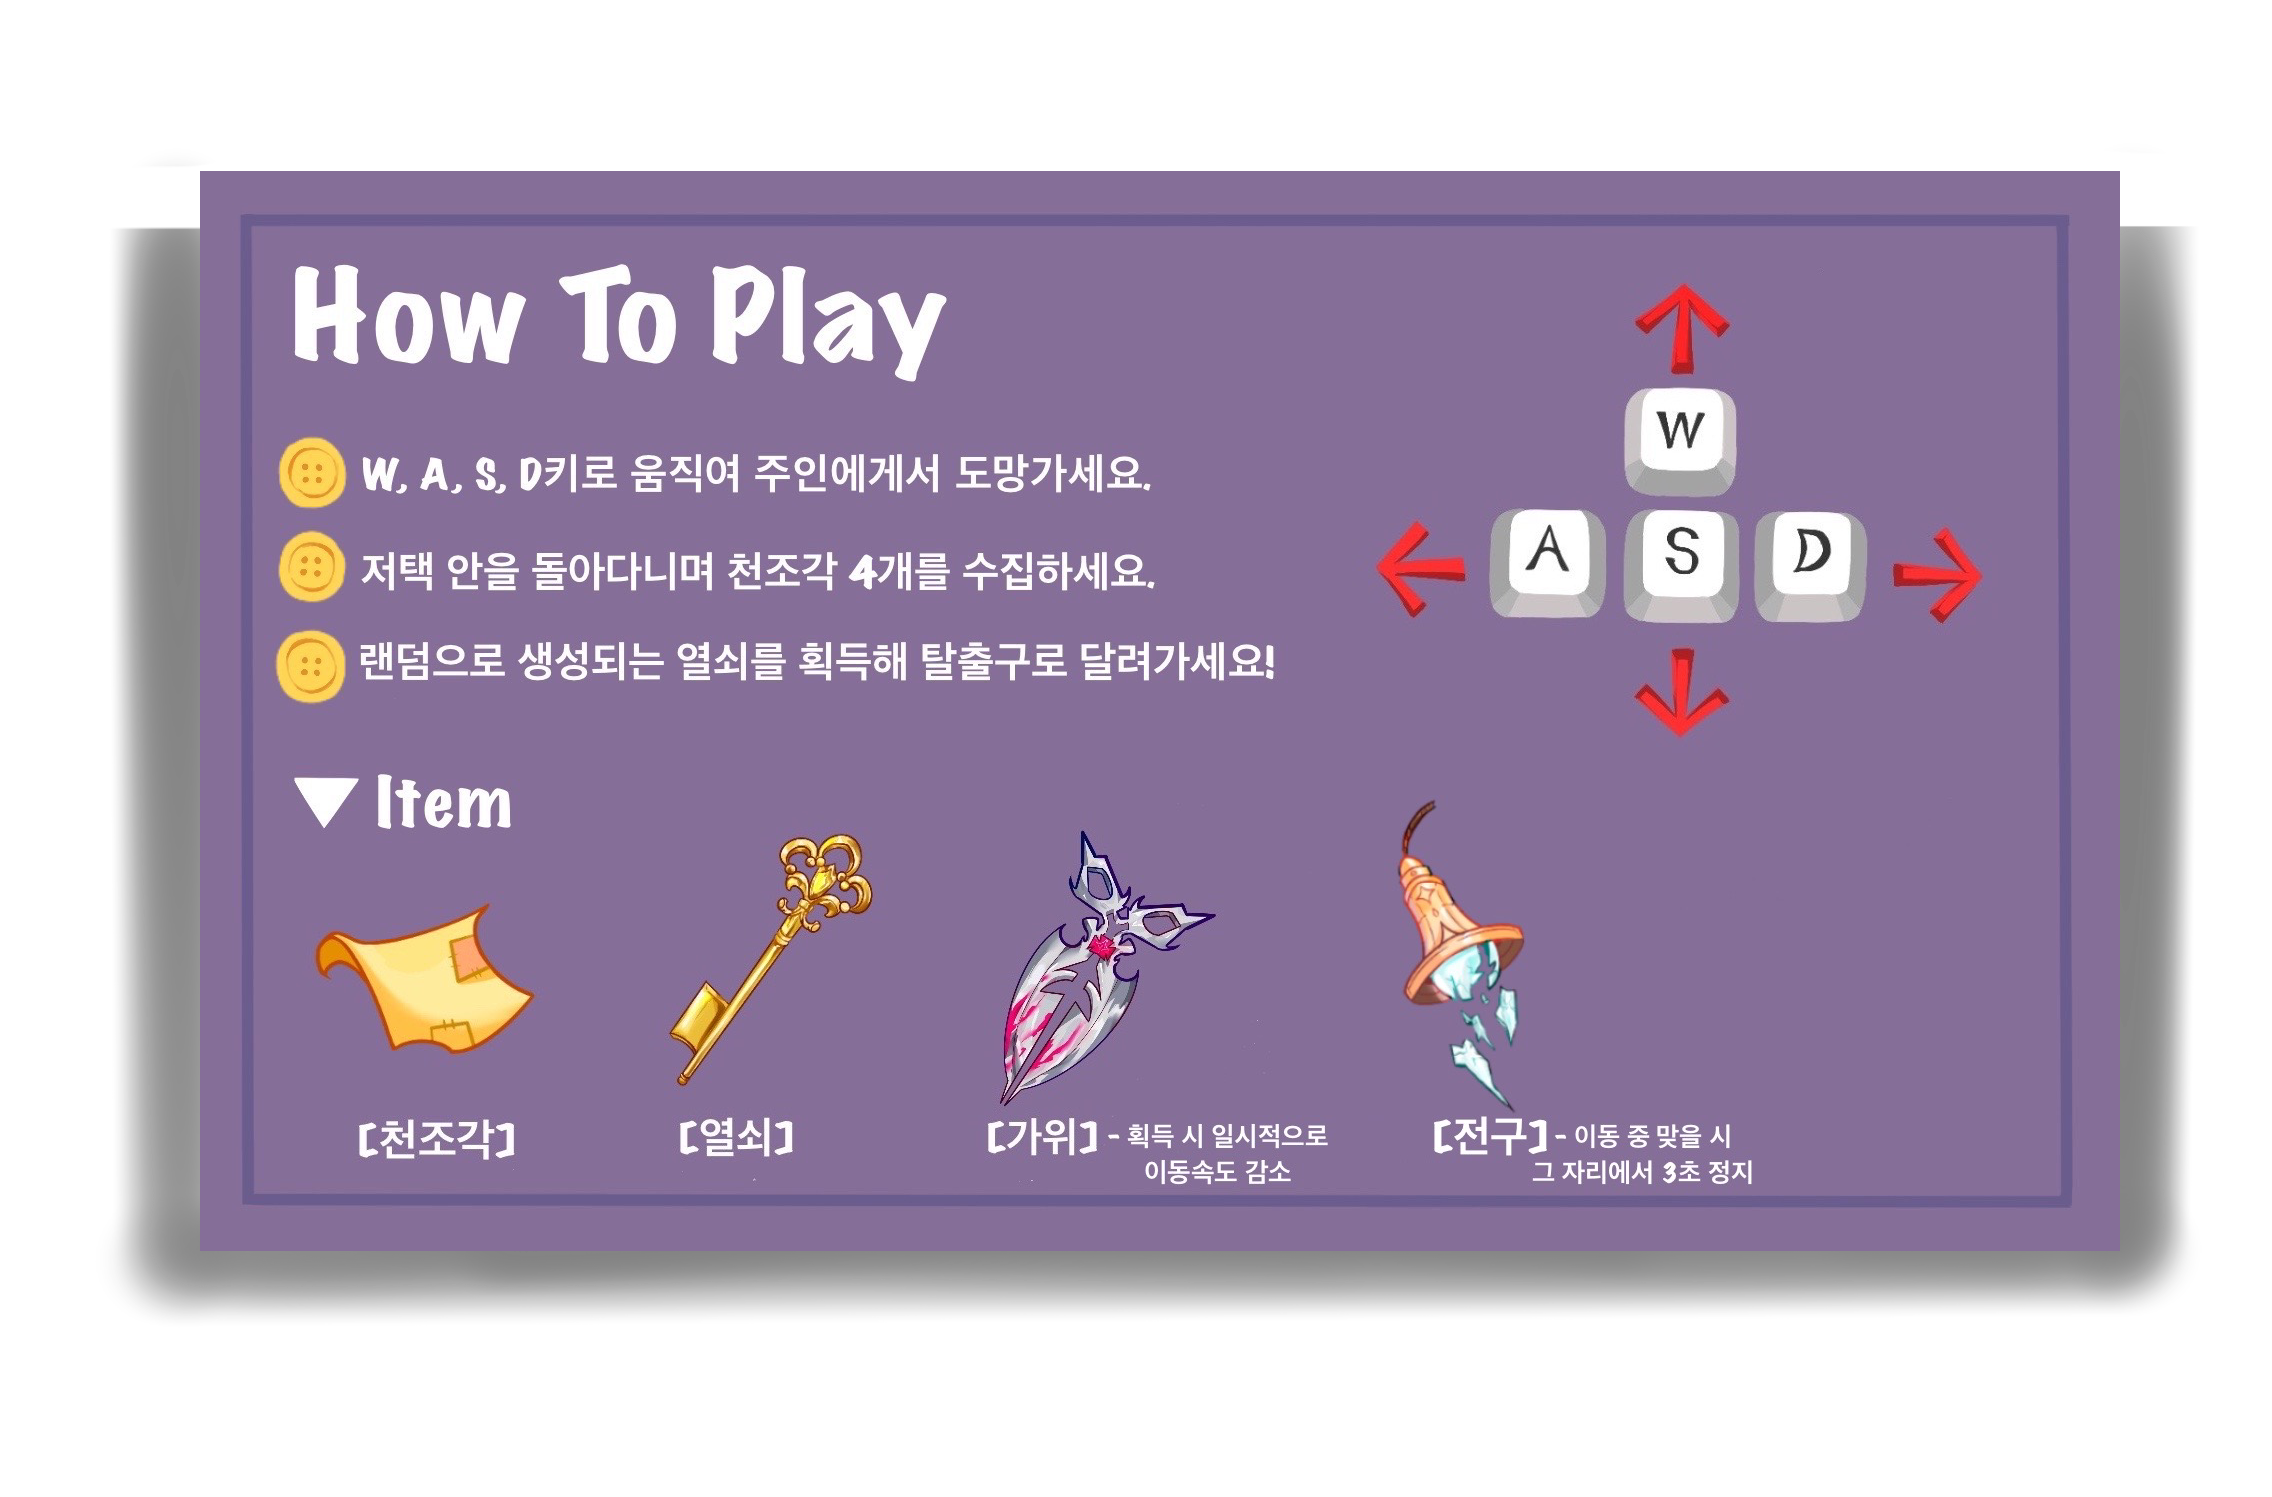 How To Play
W, A, S, D키로 움직여 주인에게서 도망가세요.
저택 안을 돌아다니며 천조각 4개를 수집하세요.
랜덤으로 생성되는 열쇠를 획득해 탈출구로 달려가세요!
W
A S D
▼ Item
[천조각]
[열쇠]
[가위] - 획득 시 일시적으로
이동속도 감소
[전구] - 이동 중 맞을 시
그 자리에서 3초 정지